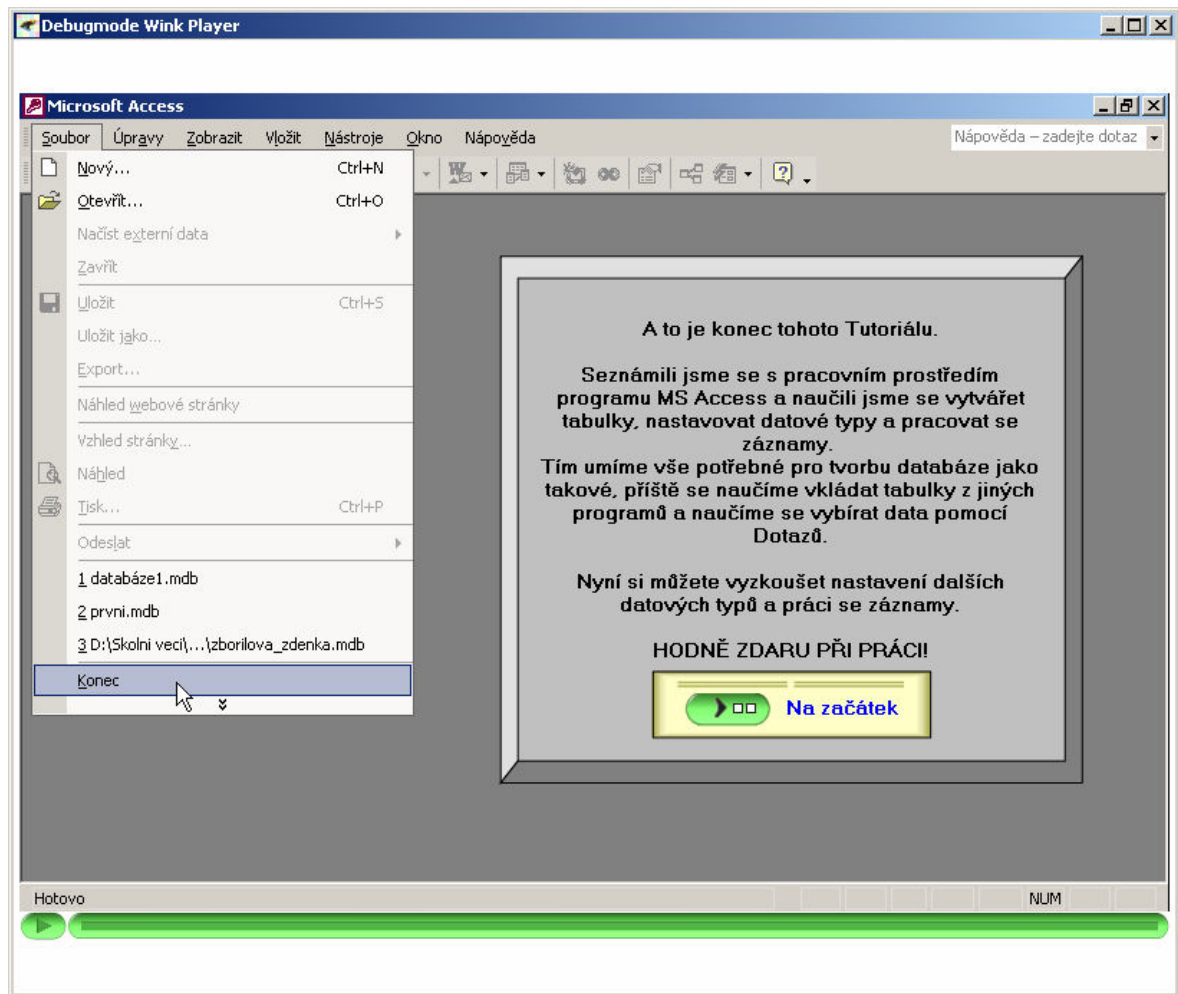 Debugmode Wink Player
Microsoft Access
Soubor Úpravy Zobrazit Vložit Nástroje Okno Nápověda Nápověda – zadejte dotaz
Nový... Ctrl+N
Otevřít... Ctrl+O
Načíst externí data
Zavřít
Uložit Ctrl+S
Uložit jako...
Export...
Náhled webové stránky
Vzhled stránky...
Náhled
Tisk... Ctrl+P
Odeslat
1 databáze1.mdb
2 prvni.mdb
3 D:\Skolni veci\...\zborilova_zdenka.mdb
Konec
A to je konec tohoto Tutoriálu.
Seznámili jsme se s pracovním prostředím
programu MS Access a naučili jsme se vytvářet
tabulky, nastavovat datové typy a pracovat se
záznamy.
Tím umíme vše potřebné pro tvorbu databáze jako
takové, příště se naučíme vkládat tabulky z jiných
programů a naučíme se vybírat data pomocí
Dotazů.
Nyní si můžete vyzkoušet nastavení dalších
datových typů a práci se záznamy.
HODNĚ ZDARU PŘI PRÁCI!
Na začátek
Hotovo NUM